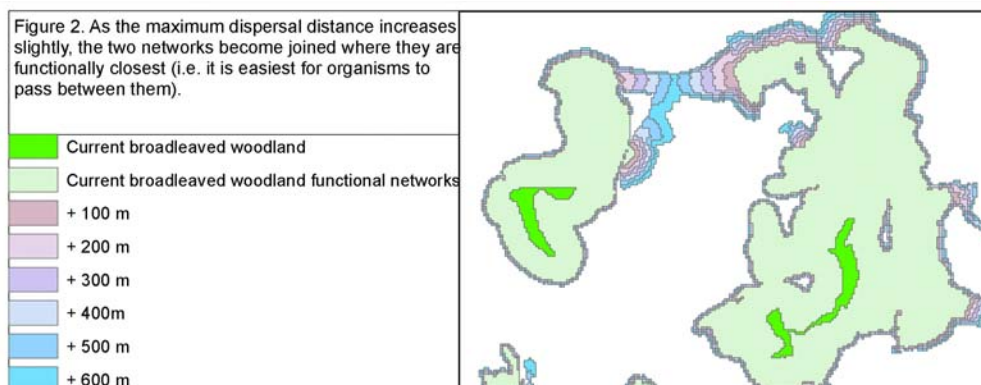 Figure 2. As the maximum dispersal distance increases
slightly, the two networks become joined where they are
functionally closest (i.e. it is easiest for organisms to
pass between them).
Current broadleaved woodland
Current broadleaved woodland functional networks
+ 100 m
+ 200 m
+ 300 m
+ 400m
+ 500 m
+ 600 m